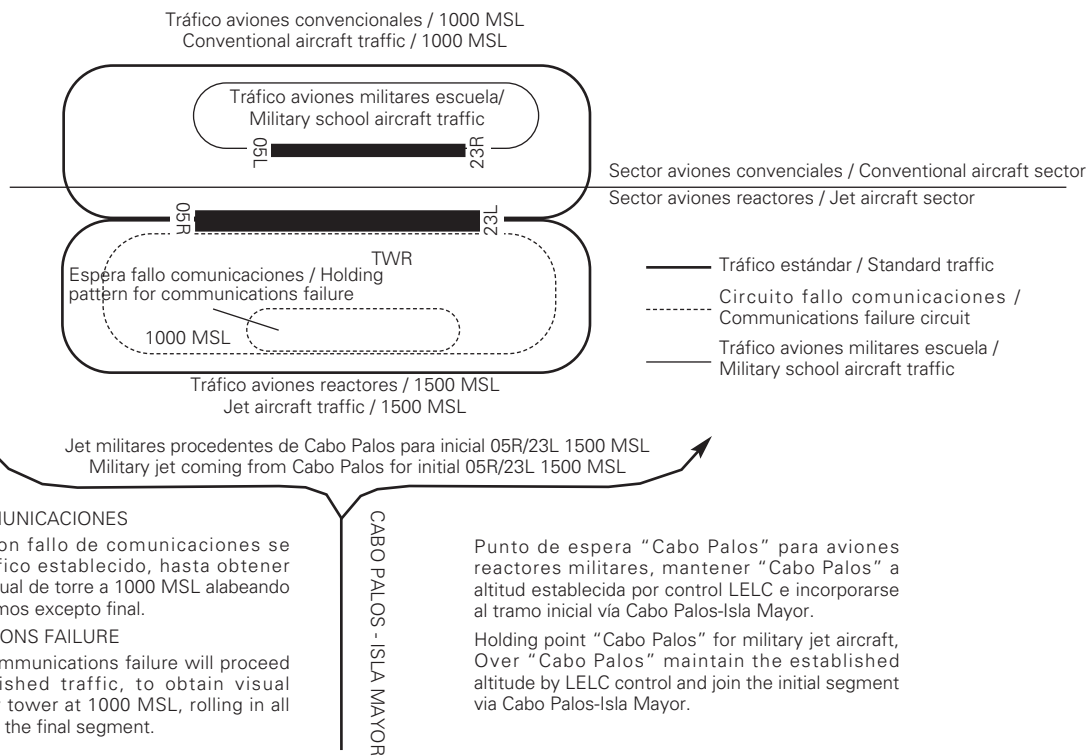 Tráfico aviones convencionales / 1000 MSL
Conventional aircraft traffic / 1000 MSL
Tráfico aviones militares escuela/
Military school aircraft traffic
05L
23R
Sector aviones convenciales / Conventional aircraft sector
Sector aviones reactores / Jet aircraft sector
05R
23L
TWR
Espera fallo comunicaciones / Holding
pattern for communications failure
1000 MSL
Tráfico estándar / Standard traffic
Circuito fallo comunicaciones /
Communications failure circuit
Tráfico aviones militares escuela /
Military school aircraft traffic
Tráfico aviones reactores / 1500 MSL
Jet aircraft traffic / 1500 MSL
Jet militares procedentes de Cabo Palos para inicial 05R/23L 1500 MSL
Military jet coming from Cabo Palos for initial 05R/23L 1500 MSL
CABO PALOS - ISLA MAYOR
MUNICACIONES
on fallo de comunicaciones se
fico establecido, hasta obtener
ual de torre a 1000 MSL alabeando
mos excepto final.
IONS FAILURE
mmunications failure will proceed
ished traffic, to obtain visual
tower at 1000 MSL, rolling in all
the final segment.
Punto de espera “Cabo Palos” para aviones
reactores militares, mantener “Cabo Palos” a
altitud establecida por control LELC e incorporarse
al tramo inicial vía Cabo Palos-Isla Mayor.
Holding point “Cabo Palos” for military jet aircraft,
Over “Cabo Palos” maintain the established
altitude by LELC control and join the initial segment
via Cabo Palos-Isla Mayor.